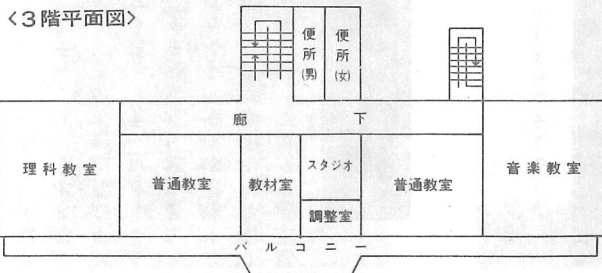 <3階平面図>
便所(男)
便所(女)
廊下
理科教室
普通教室
教材室
スタジオ
調整室
普通教室
音楽教室
バルコニー